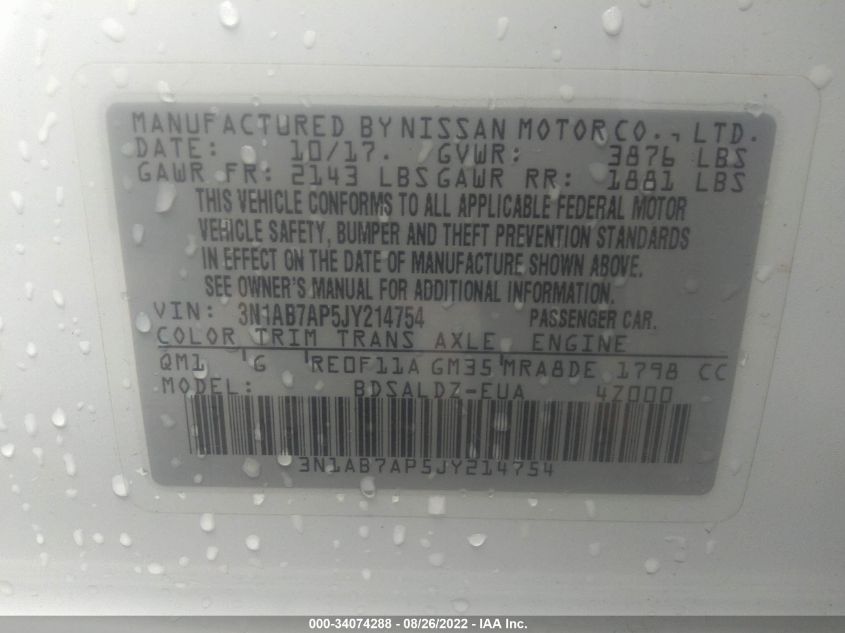 MANUFACTURED BY NISSAN MOTOR CO., LTD.
DATE: 10/17. GVWR: 3876 LBS
GAWR FR: 2143 LBS GAWR RR: 1881 LBS
THIS VEHICLE CONFORMS TO ALL APPLICABLE FEDERAL MOTOR
VEHICLE SAFETY, BUMPER AND THEFT PREVENTION STANDARDS
IN EFFECT ON THE DATE OF MANUFACTURE SHOWN ABOVE.
SEE OWNER'S MANUAL FOR ADDITIONAL INFORMATION.
VIN: 3N1AB7AP5JY214754 PASSENGER CAR.
COLOR TRIM TRANS AXLE ENGINE
QM1 G RE0F11A GM35 MRA8DE 1798 CC
MODEL: BDSALDZ-EUA 4Z000
3N1AB7AP5JY214754
000-34074288 - 08/26/2022 - IAA Inc.